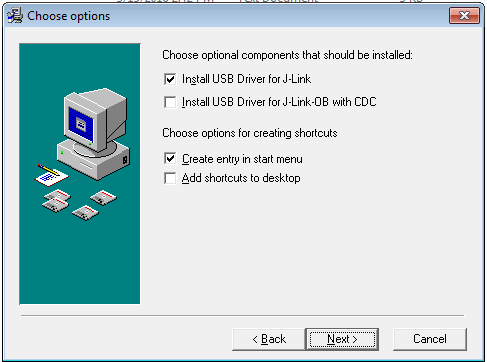 Choose options
Choose optional components that should be installed:
Install USB Driver for J-Link
Install USB Driver for J-Link-OB with CDC
Choose options for creating shortcuts
Create entry in start menu
Add shortcuts to desktop
< Back
Next >
Cancel